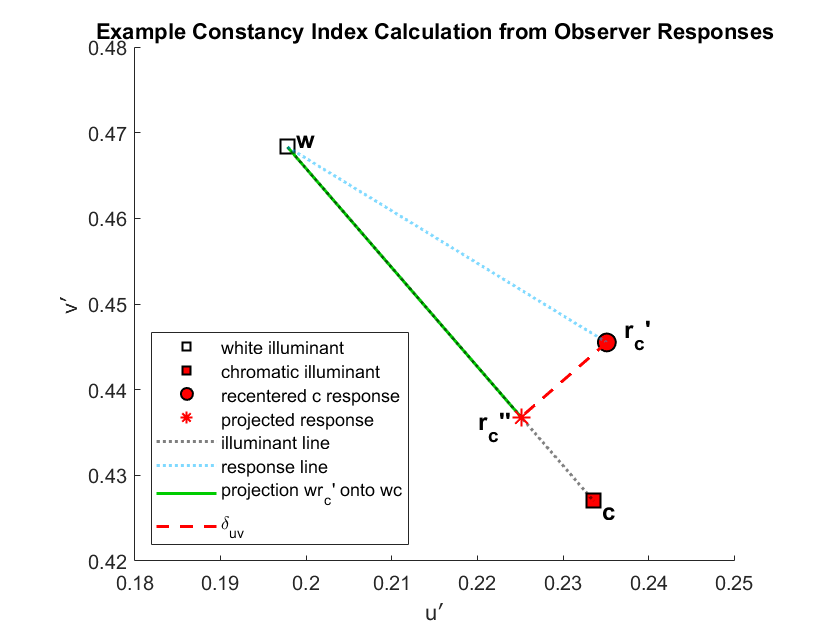 Example Constancy Index Calculation from Observer Responses
0.48
0.47
0.46
0.45
0.44
0.43
0.42
v′
w
r_c'
r_c''
c
white illuminant
chromatic illuminant
recentered c response
projected response
illuminant line
response line
projection wr_c' onto wc
δ_uv
0.18 0.19 0.2 0.21 0.22 0.23 0.24 0.25
u′